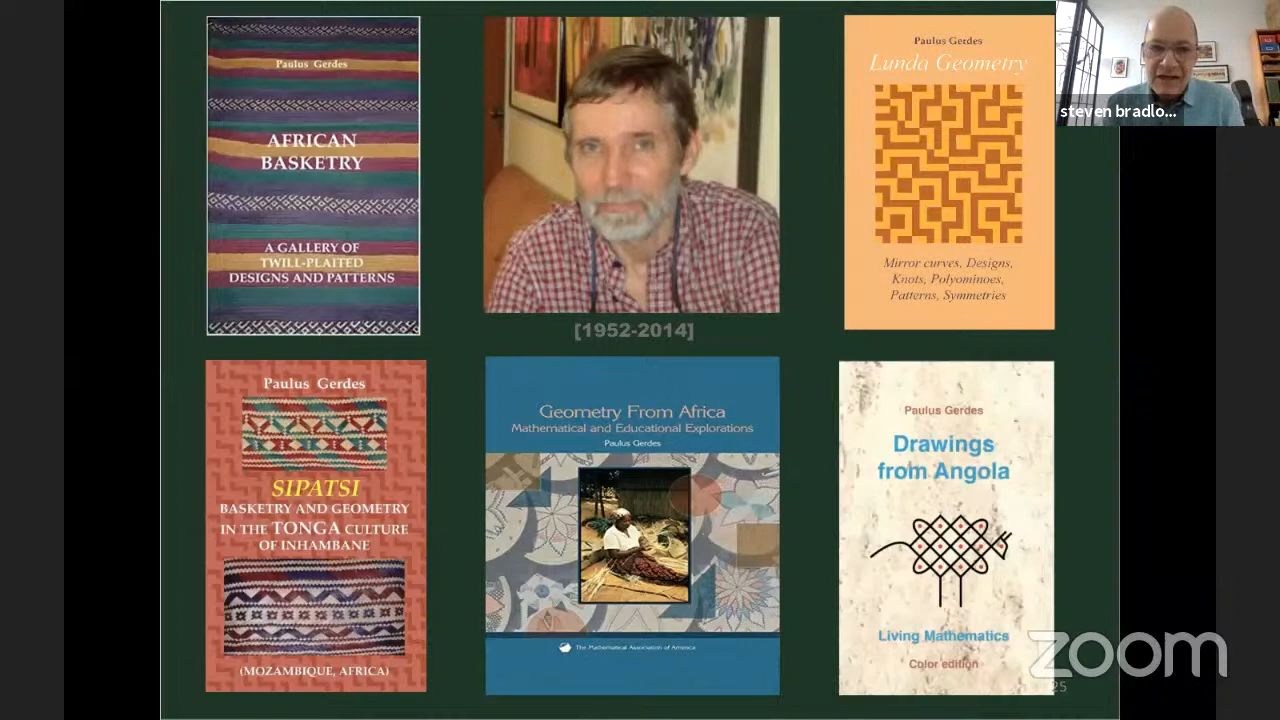 Paulus Gerdes
AFRICAN
BASKETRY
A GALLERY OF
TWILL-PLAITED
DESIGNS AND PATTERNS
[1952-2014]
Paulus Gerdes
Lunda Geometry
Mirror curves, Designs,
Knots, Polyominoes,
Patterns, Symmetries
steven bradlo...
Paulus Gerdes
SIPATSI
BASKETRY AND GEOMETRY
IN THE TONGA CULTURE
OF INHAMBANE
(MOZAMBIQUE, AFRICA)
Geometry From Africa
Mathematical and Educational Explorations
Paulus Gerdes
The Mathematical Association of America
Paulus Gerdes
Drawings
from Angola
Living Mathematics
Color edition
zoom
25